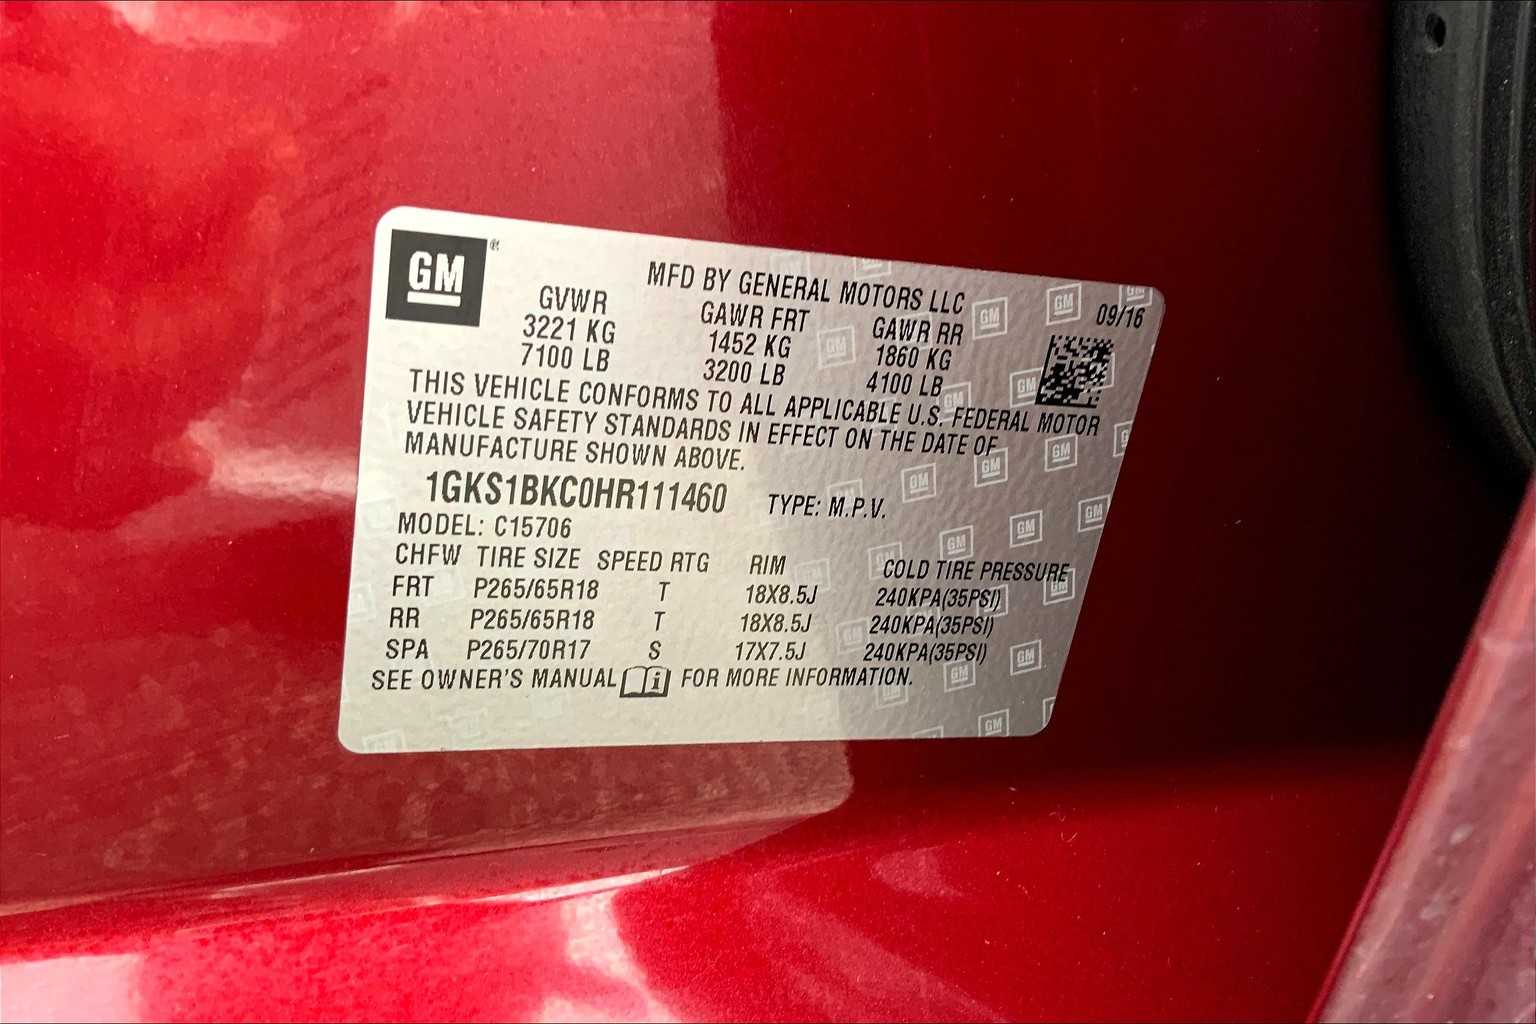 GM ®
MFD BY GENERAL MOTORS LLC
GVWR GAWR FRT GAWR RR 09/16
3221 KG 1452 KG 1860 KG
7100 LB 3200 LB 4100 LB
THIS VEHICLE CONFORMS TO ALL APPLICABLE U.S. FEDERAL MOTOR
VEHICLE SAFETY STANDARDS IN EFFECT ON THE DATE OF
MANUFACTURE SHOWN ABOVE.
1GKS1BKC0HR111460 TYPE: M.P.V.
MODEL: C15706
CHFW TIRE SIZE SPEED RTG RIM COLD TIRE PRESSURE
FRT P265/65R18 T 18X8.5J 240KPA(35PSI)
RR P265/65R18 T 18X8.5J 240KPA(35PSI)
SPA P265/70R17 S 17X7.5J 240KPA(35PSI)
SEE OWNER'S MANUAL i FOR MORE INFORMATION.